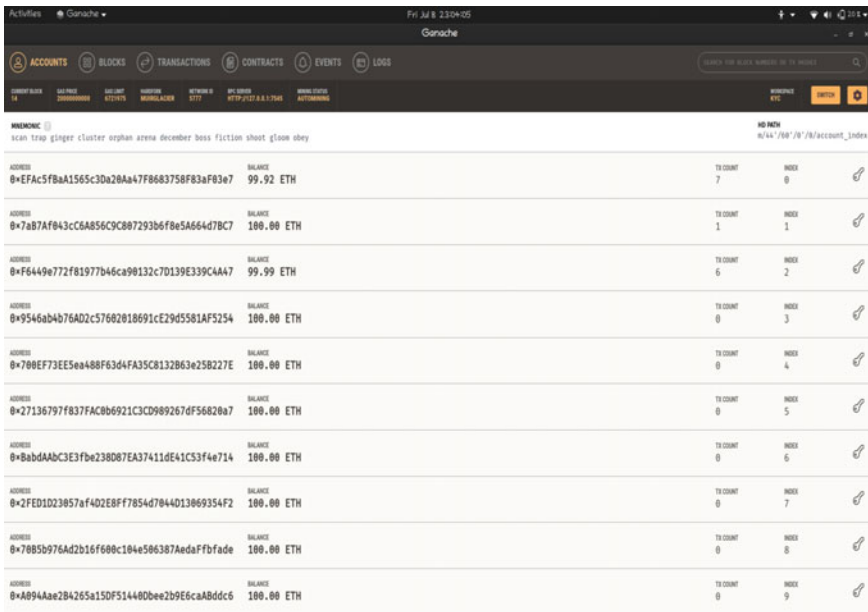 Activities Ganache Fri Jul 8 23:04:05
Ganache
ACCOUNTS BLOCKS TRANSACTIONS CONTRACTS EVENTS LOGS SEARCH FOR BLOCK NUMBERS OR TX HASHES
CURRENT BLOCK GAS PRICE GAS LIMIT HARDFORK NETWORK ID RPC SERVER MINING STATUS WORKSPACE
14 20000000000 6721975 MUIRGLACIER 5777 HTTP://127.0.0.1:7545 AUTOMINING KYC SWITCH
MNEMONIC HD PATH
scan trap ginger cluster orphan arena december boss fiction shoot gloom obey m/44'/60'/0'/0/account_index
ADDRESS BALANCE TX COUNT INDEX
0×EFAc5fBaA1565c3Da20Aa47F8683758F83aF03e7 99.92 ETH 7 0
ADDRESS BALANCE TX COUNT INDEX
0×7aB7Af043cC6A856C9C807293b6f8e5A664d7BC7 100.00 ETH 1 1
ADDRESS BALANCE TX COUNT INDEX
0×F6449e772f81977b46ca90132c7D139E339C4A47 99.99 ETH 6 2
ADDRESS BALANCE TX COUNT INDEX
0×9546ab4b76AD2c57602018691cE29d5581AF5254 100.00 ETH 0 3
ADDRESS BALANCE TX COUNT INDEX
0×700EF73EE5ea488F63d4FA35C8132B63e25B227E 100.00 ETH 0 4
ADDRESS BALANCE TX COUNT INDEX
0×27136797f837FAC0b6921C3CD989267dF56820a7 100.00 ETH 0 5
ADDRESS BALANCE TX COUNT INDEX
0×BabdAAbC3E3fbe238D87EA37411dE41C53f4e714 100.00 ETH 0 6
ADDRESS BALANCE TX COUNT INDEX
0×2FED1D23057af4D2E8Ff7854d7044D13069354F2 100.00 ETH 0 7
ADDRESS BALANCE TX COUNT INDEX
0×70B5b976Ad2b16f600c104e506387AedaFfbfade 100.00 ETH 0 8
ADDRESS BALANCE TX COUNT INDEX
0×A094Aae2B4265a15DF51440Dbee2b9E6caABddc6 100.00 ETH 0 9